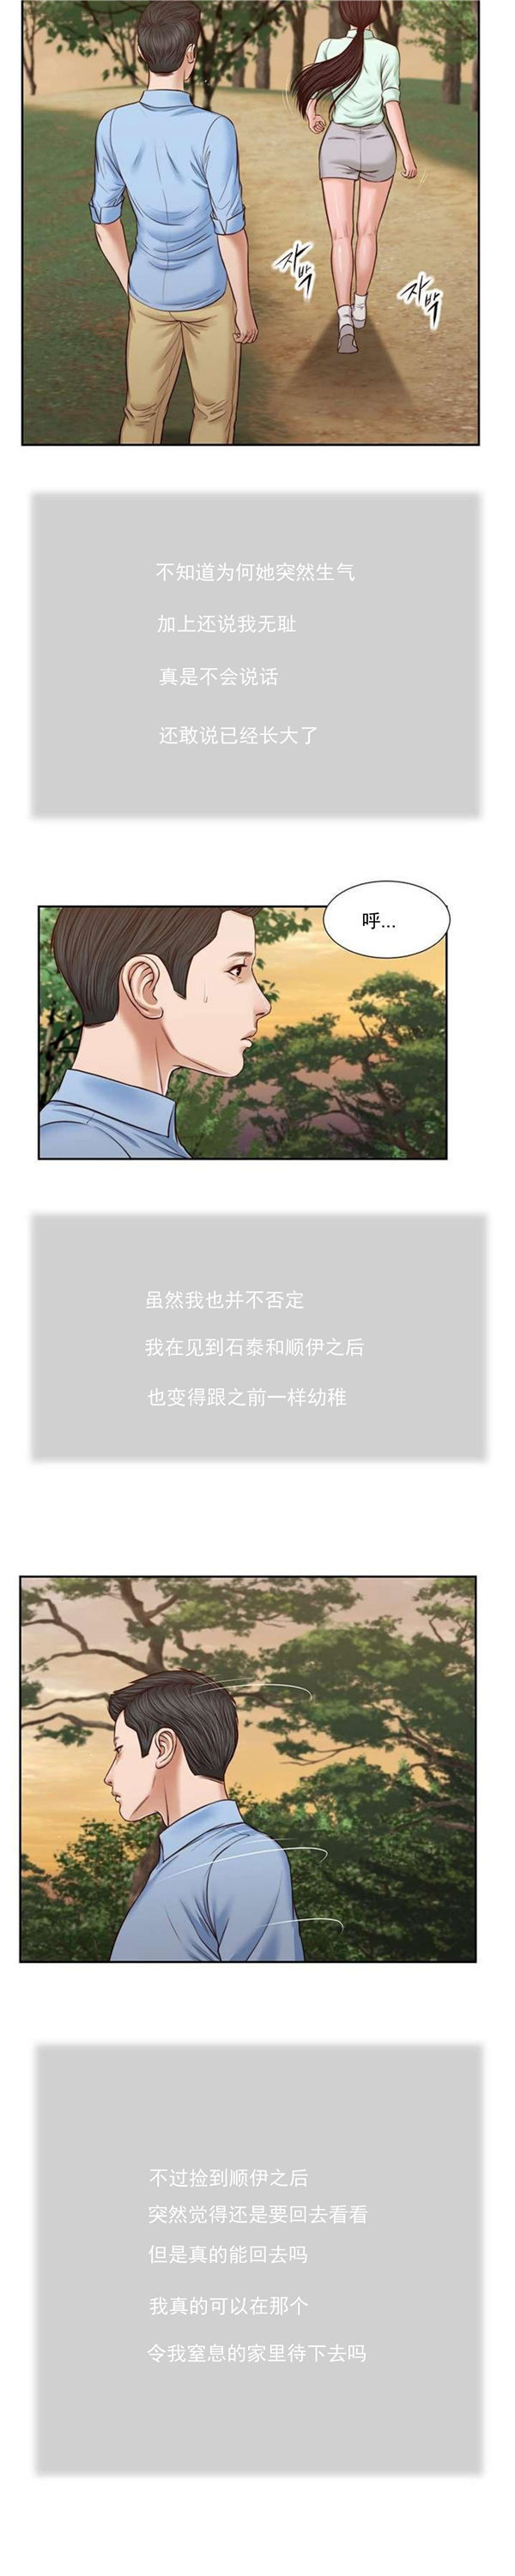 자박
자박
不知道为何她突然生气
加上还说我无耻
真是不会说话
还敢说已经长大了
呼...
虽然我也并不否定
我在见到石泰和顺伊之后
也变得跟之前一样幼稚
不过捡到顺伊之后
突然觉得还是要回去看看
但是真的能回去吗
我真的可以在那个
令我窒息的家里待下去吗